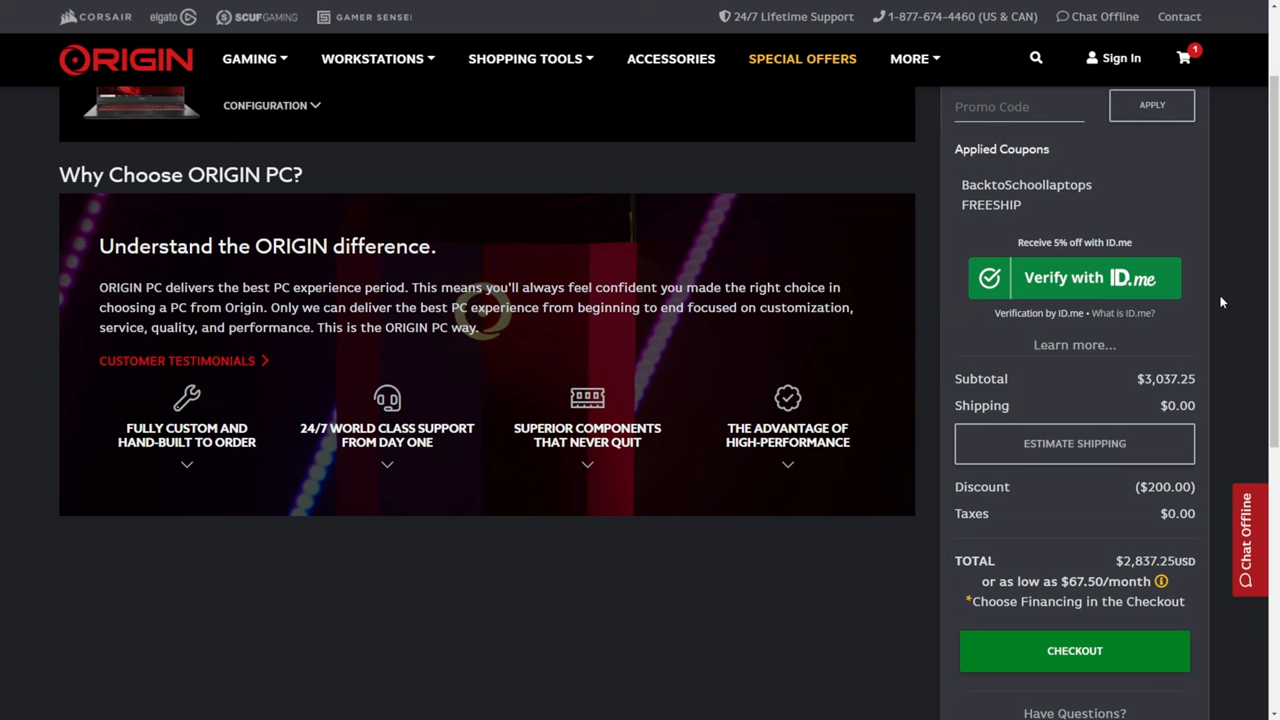 CORSAIR elgato SCUF GAMING GAMER SENSEI 24/7 Lifetime Support 1-877-674-4460 (US & CAN) Chat Offline Contact
ORIGIN GAMING WORKSTATIONS SHOPPING TOOLS ACCESSORIES SPECIAL OFFERS MORE Sign In 1
CONFIGURATION
Why Choose ORIGIN PC?
Understand the ORIGIN difference.
ORIGIN PC delivers the best PC experience period. This means you'll always feel confident you made the right choice in
choosing a PC from Origin. Only we can deliver the best PC experience from beginning to end focused on customization,
service, quality, and performance. This is the ORIGIN PC way.
CUSTOMER TESTIMONIALS
FULLY CUSTOM AND
HAND-BUILT TO ORDER
24/7 WORLD CLASS SUPPORT
FROM DAY ONE
SUPERIOR COMPONENTS
THAT NEVER QUIT
THE ADVANTAGE OF
HIGH-PERFORMANCE
Promo Code APPLY
Applied Coupons
BacktoSchoollaptops
FREESHIP
Receive 5% off with ID.me
Verify with ID.me
Verification by ID.me • What is ID.me?
Learn more...
Subtotal $3,037.25
Shipping $0.00
ESTIMATE SHIPPING
Discount ($200.00)
Taxes $0.00
TOTAL $2,837.25USD
or as low as $67.50/month
*Choose Financing in the Checkout
CHECKOUT
Have Questions?
Chat Offline